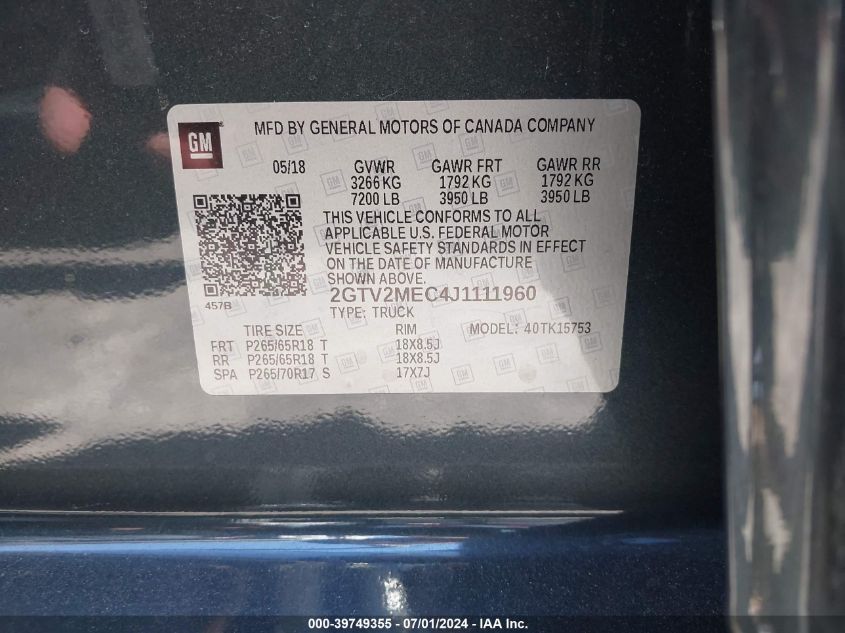 GM
MFD BY GENERAL MOTORS OF CANADA COMPANY
05/18 GVWR GAWR FRT GAWR RR
3266 KG 1792 KG 1792 KG
7200 LB 3950 LB 3950 LB
THIS VEHICLE CONFORMS TO ALL
APPLICABLE U.S. FEDERAL MOTOR
VEHICLE SAFETY STANDARDS IN EFFECT
ON THE DATE OF MANUFACTURE
SHOWN ABOVE.
457B
2GTV2MEC4J1111960
TYPE: TRUCK
TIRE SIZE RIM MODEL: 40TK15753
FRT P265/65R18 T 18X8.5J
RR P265/65R18 T 18X8.5J
SPA P265/70R17 S 17X7J
000-39749355 - 07/01/2024 - IAA Inc.